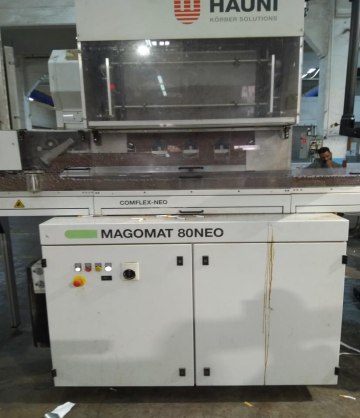 HAUNI
KÖRBER SOLUTIONS
COMFLEX-NEO
MAGOMAT 80NEO